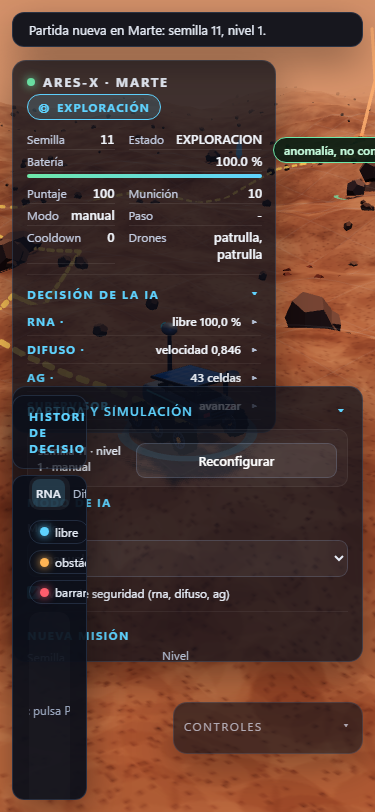 Partida nueva en Marte: semilla 11, nivel 1.
ARES-X · MARTE
EXPLORACIÓN
anomalía, no
Semilla 11 Estado EXPLORACION
Batería 100.0 %
Puntaje 100 Munición 10
Modo manual Paso -
Cooldown 0 Drones patrulla,
patrulla
DECISIÓN DE LA IA
RNA · libre 100,0 %
DIFUSO · velocidad 0,846
AG · 43 celdas
avanzar
Y SIMULACIÓN
HISTORI
DE
DECISIO
· nivel
1 · manual
Reconfigurar
RNA Dif
E IA
libre
obstác
barran
seguridad (rna, difuso, ag)
NUEVA MISIÓN
Semilla Nivel
pulsa P
CONTROLES